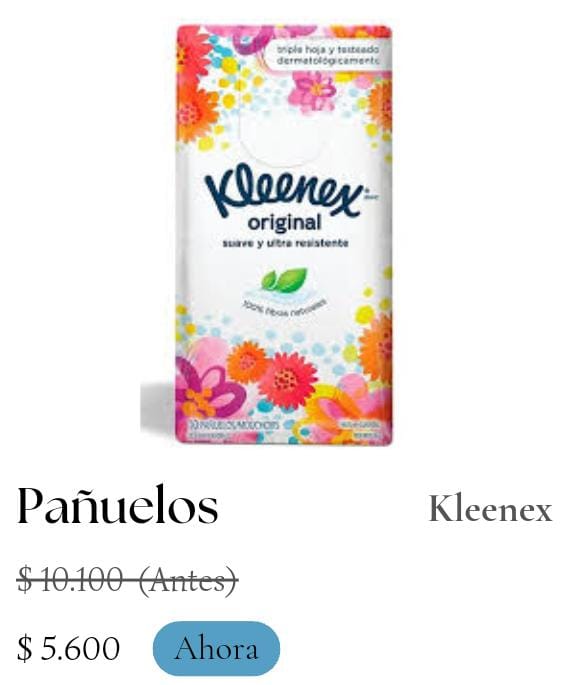 triple hoja y testeado
dermatológicamente
Kleenex
original
suave y ultra resistente
100% fibras naturales
10 PAÑUELOS/MOUCHOIRS
Pañuelos
Kleenex
$ 10.100 (Antes)
$ 5.600
Ahora